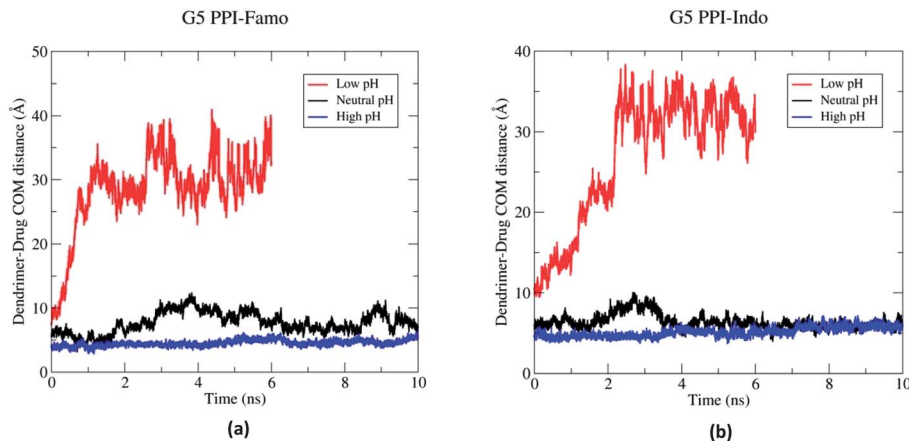 G5 PPI-Famo
50
40
30
20
10
0
0 2 4 6 8 10
Dendrimer-Drug COM distance (Å)
Time (ns)
Low pH
Neutral pH
High pH
(a)
G5 PPI-Indo
40
30
20
10
0
0 2 4 6 8 10
Dendrimer-Drug COM distance (Å)
Time (ns)
Low pH
Neutral pH
High pH
(b)